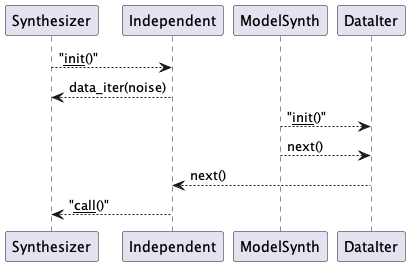 Synthesizer Independent ModelSynth DataIter
"init()"
data_iter(noise)
"init()"
next()
next()
"call()"
Synthesizer Independent ModelSynth DataIter